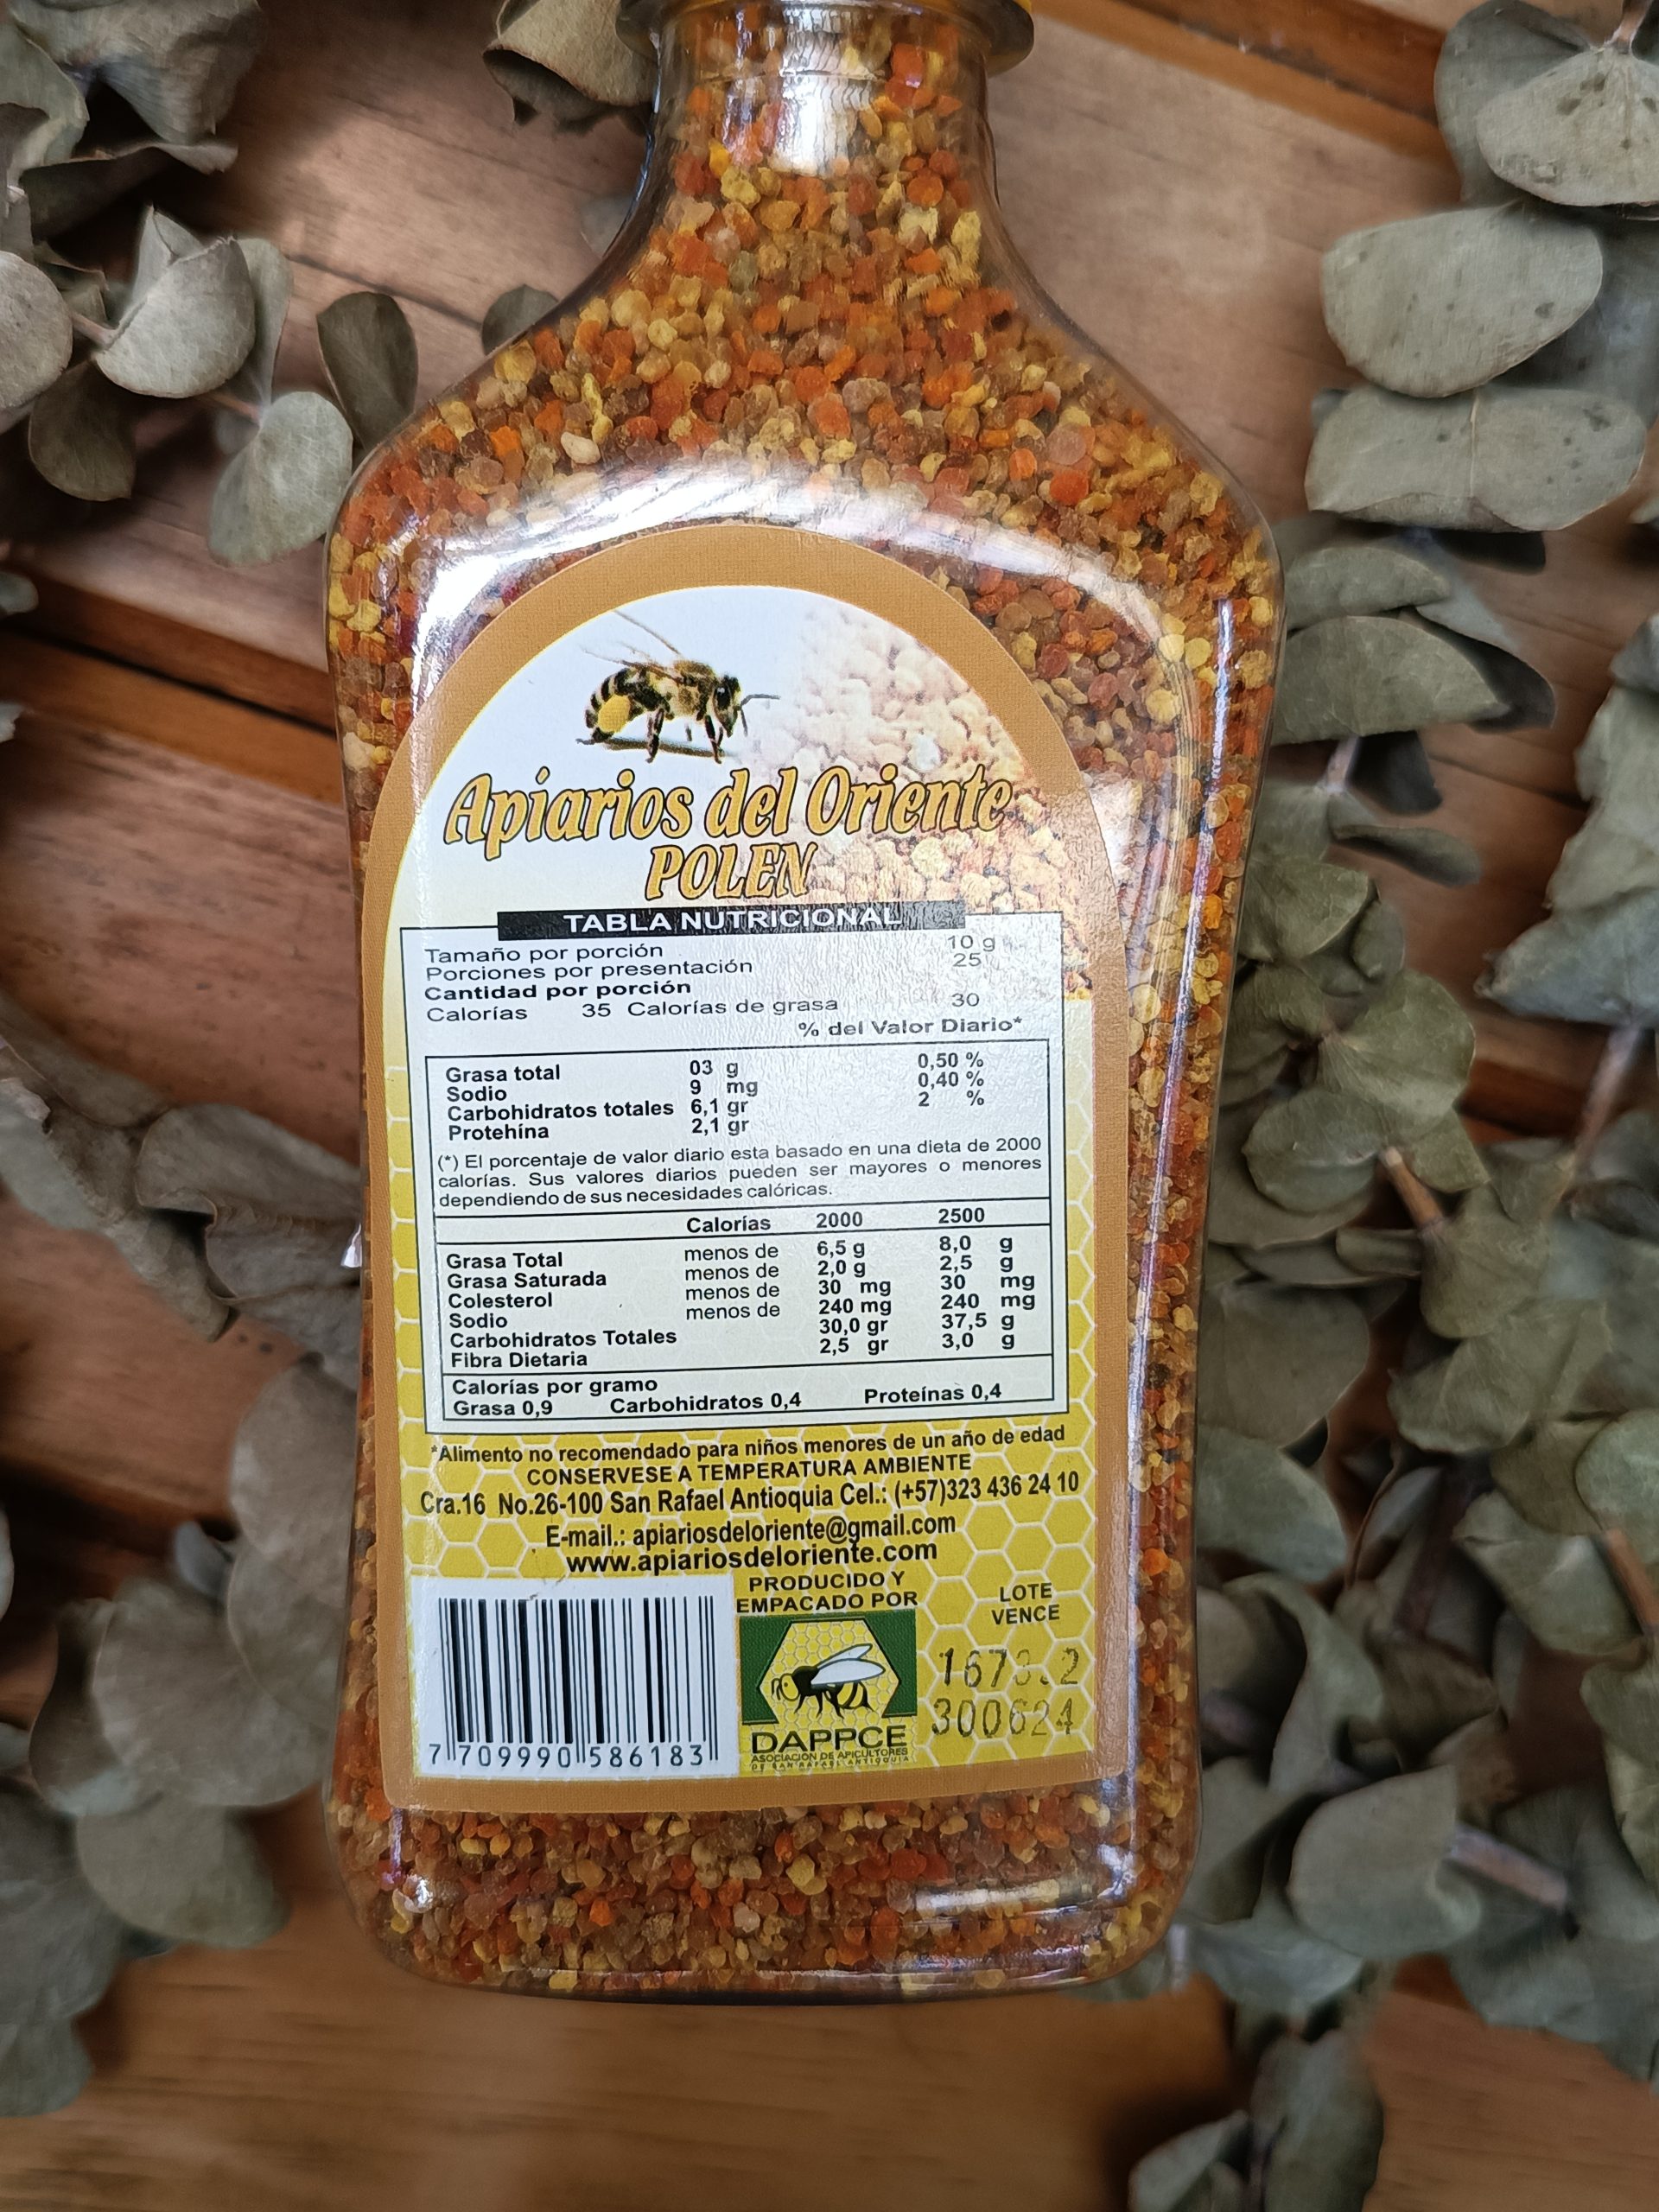 Apiarios del Oriente
POLEN
TABLA NUTRICIONAL
Tamaño por porción 10 g
Porciones por presentación 25
Cantidad por porción
Calorías 35 Calorías de grasa 30
% del Valor Diario*
Grasa total 03 g 0,50 %
Sodio 9 mg 0,40 %
Carbohidratos totales 6,1 gr 2 %
Protehína 2,1 gr
(*) El porcentaje de valor diario esta basado en una dieta de 2000
calorías. Sus valores diarios pueden ser mayores o menores
dependiendo de sus necesidades calóricas.
Calorías 2000 2500
Grasa Total menos de 6,5 g 8,0 g
Grasa Saturada menos de 2,0 g 2,5 g
Colesterol menos de 30 mg 30 mg
Sodio menos de 240 mg 240 mg
Carbohidratos Totales 30,0 gr 37,5 g
Fibra Dietaria 2,5 gr 3,0 g
Calorías por gramo
Grasa 0,9 Carbohidratos 0,4 Proteínas 0,4
*Alimento no recomendado para niños menores de un año de edad
CONSERVESE A TEMPERATURA AMBIENTE
Cra.16 No.26-100 San Rafael Antioquia Cel.: (+57)323 436 24 10
E-mail.: apiariosdeloriente@gmail.com
www.apiariosdeloriente.com
PRODUCIDO Y
EMPACADO POR
LOTE
VENCE
300624
DAPPCE
ASOCIACION DE APICULTORES
DE SAN RAFAEL ANTIOQUIA
7 709990 586183